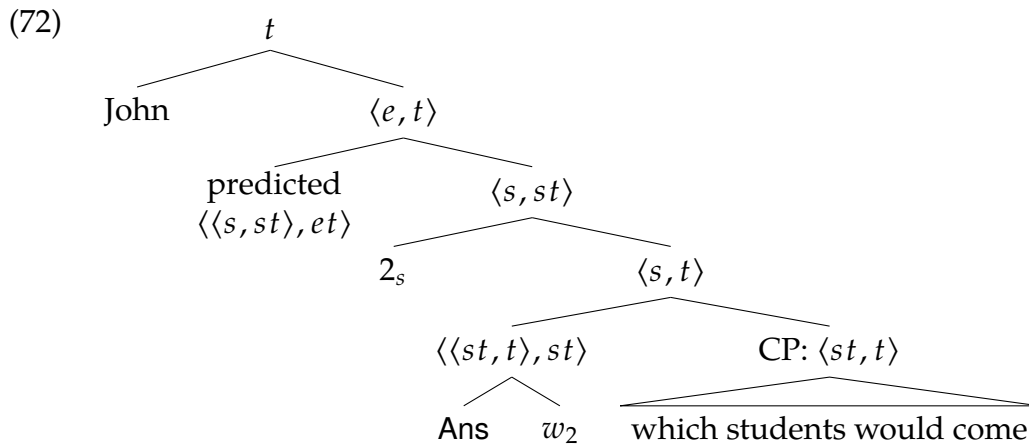 (72)
t
John
⟨e, t⟩
predicted
⟨s, st⟩
⟨⟨s, st⟩, et⟩
2ₛ
⟨s, t⟩
⟨⟨st, t⟩, st⟩
CP: ⟨st, t⟩
Ans
w₂
which students would come